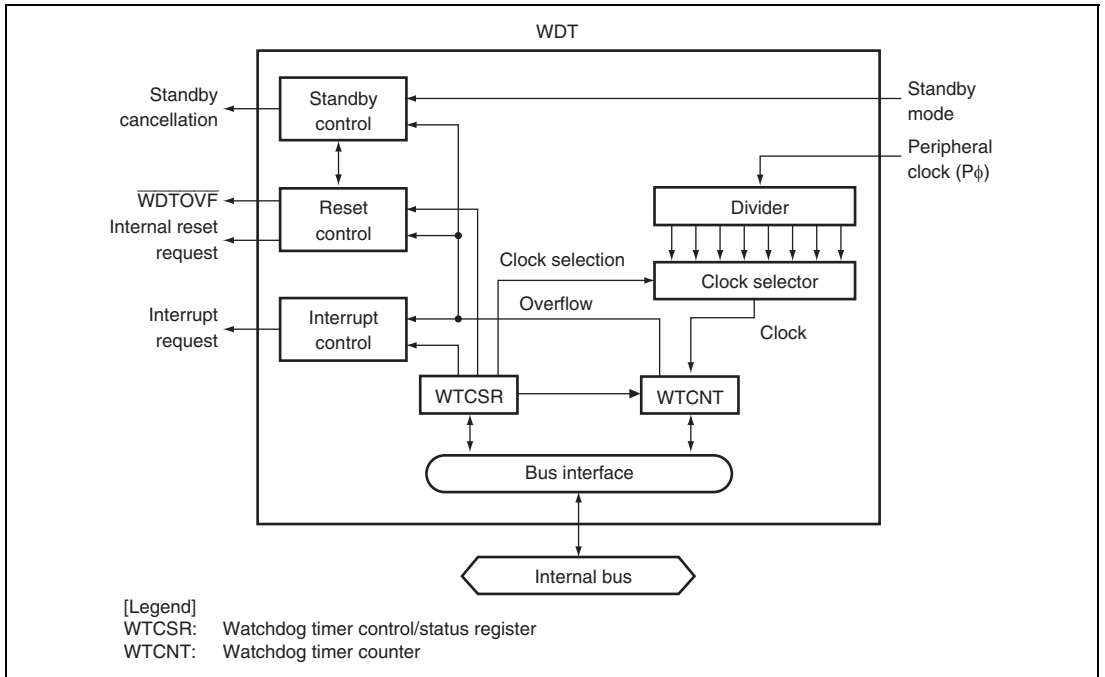 WDT
Standby
cancellation
Standby
control
Standby
mode
Peripheral
clock (Pϕ)
WDTOVF
Internal reset
request
Reset
control
Divider
Clock selection
Clock selector
Interrupt
request
Interrupt
control
Overflow
Clock
WTCSR
WTCNT
Bus interface
Internal bus
[Legend]
WTCSR: Watchdog timer control/status register
WTCNT: Watchdog timer counter